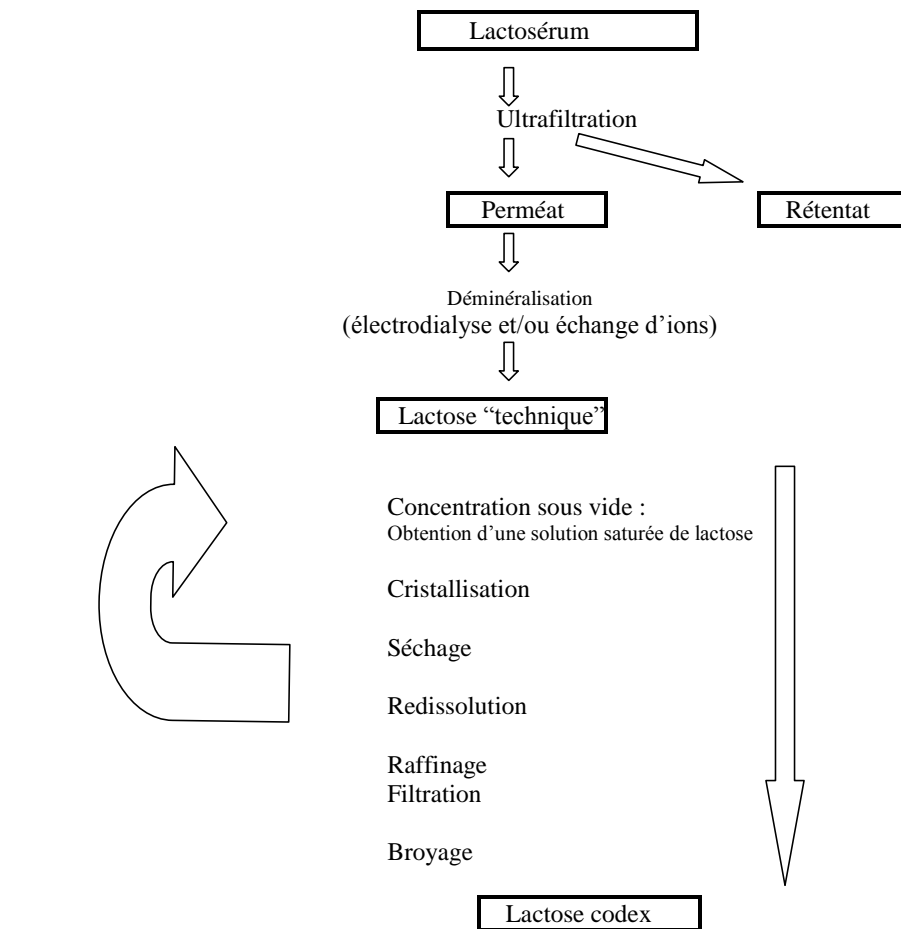 Lactosérum
Ultrafiltration
Perméat
Rétentat
Déminéralisation
(électrodialyse et/ou échange d’ions)
Lactose “technique”
Concentration sous vide :
Obtention d’une solution saturée de lactose
Cristallisation
Séchage
Redissolution
Raffinage
Filtration
Broyage
Lactose codex